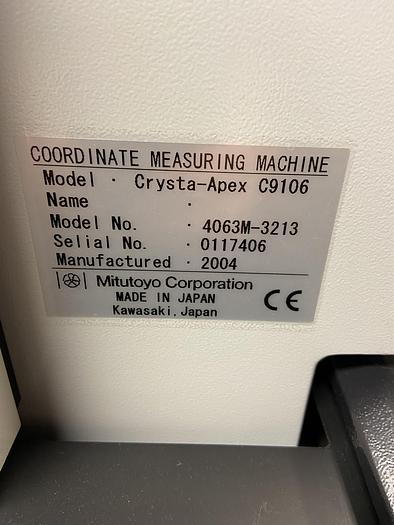 COORDINATE MEASURING MACHINE
Model · Crysta-Apex C9106
Name ·
Model No. · 4063M-3213
Selial No. · 0117406
Manufactured · 2004
Mitutoyo Corporation
MADE IN JAPAN
Kawasaki, Japan
CE